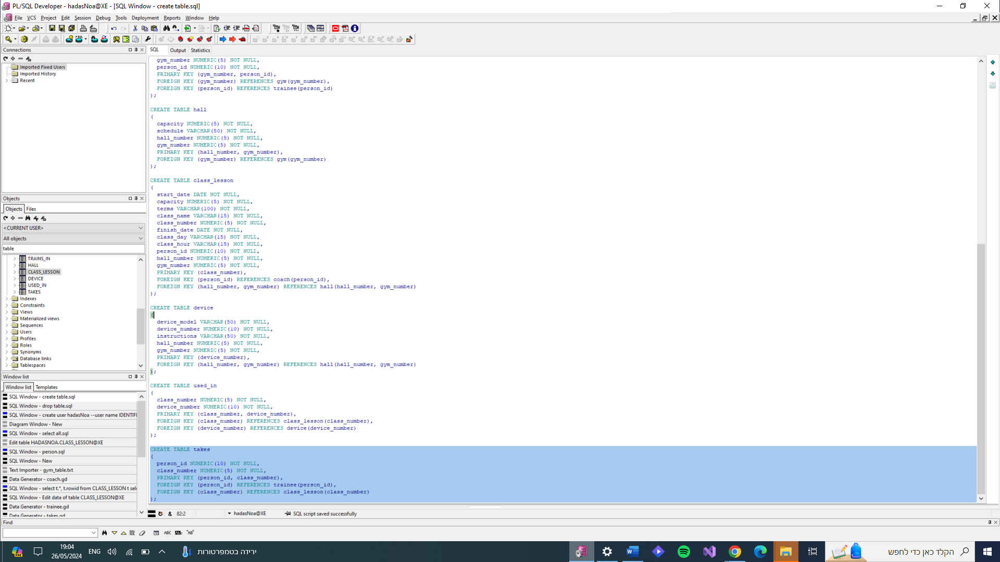 PL/SQL Developer - hadasNoa@XE - [SQL Window - create table.sql]
File VCS Project Edit Session Debug Tools Deployment Reports Window Help
Connections
Imported Fixed Users
Imported History
Recent
Objects
Objects Files
<CURRENT USER>
All objects
table
TRAINS_IN
HALL
CLASS_LESSON
DEVICE
USED_IN
TAKES
Indexes
Constraints
Views
Materialized views
Sequences
Users
Profiles
Roles
Synonyms
Database links
Tablespaces
Window list
Window list Templates
SQL Window - create table.sql
SQL Window - drop table.sql
SQL Window - create user hadasNoa --user name IDENTIFI
Diagram Window - New
SQL Window - select all.sql
Edit table HADASNOA.CLASS_LESSON@XE
SQL Window - person.sql
SQL Window - New
Text Importer - gym_table.txt
Data Generator - coach.gd
SQL Window - select t.*, t.rowid from CLASS_LESSON t sele
SQL Window - Edit data of table CLASS_LESSON@XE
Data Generator - trainee.gd
Data Generator - takes.gd
SQL Output Statistics
gym_number NUMERIC(5) NOT NULL,
person_id NUMERIC(10) NOT NULL,
PRIMARY KEY (gym_number, person_id),
FOREIGN KEY (gym_number) REFERENCES gym(gym_number),
FOREIGN KEY (person_id) REFERENCES trainee(person_id)
);
CREATE TABLE hall
(
capacity NUMERIC(5) NOT NULL,
schedule VARCHAR(50) NOT NULL,
hall_number NUMERIC(5) NOT NULL,
gym_number NUMERIC(5) NOT NULL,
PRIMARY KEY (hall_number, gym_number),
FOREIGN KEY (gym_number) REFERENCES gym(gym_number)
);
CREATE TABLE class_lesson
(
start_date DATE NOT NULL,
capacity NUMERIC(5) NOT NULL,
terms VARCHAR(100) NOT NULL,
class_name VARCHAR(15) NOT NULL,
class_number NUMERIC(5) NOT NULL,
finish_date DATE NOT NULL,
class_day VARCHAR(15) NOT NULL,
class_hour VARCHAR(15) NOT NULL,
person_id NUMERIC(10) NOT NULL,
hall_number NUMERIC(5) NOT NULL,
gym_number NUMERIC(5) NOT NULL,
PRIMARY KEY (class_number),
FOREIGN KEY (person_id) REFERENCES coach(person_id),
FOREIGN KEY (hall_number, gym_number) REFERENCES hall(hall_number, gym_number)
);
CREATE TABLE device
(
device_model VARCHAR(50) NOT NULL,
device_number NUMERIC(10) NOT NULL,
instructions VARCHAR(50) NOT NULL,
hall_number NUMERIC(5) NOT NULL,
gym_number NUMERIC(5) NOT NULL,
PRIMARY KEY (device_number),
FOREIGN KEY (hall_number, gym_number) REFERENCES hall(hall_number, gym_number)
);
CREATE TABLE used_in
(
class_number NUMERIC(5) NOT NULL,
device_number NUMERIC(10) NOT NULL,
PRIMARY KEY (class_number, device_number),
FOREIGN KEY (class_number) REFERENCES class_lesson(class_number),
FOREIGN KEY (device_number) REFERENCES device(device_number)
);
CREATE TABLE takes
(
person_id NUMERIC(10) NOT NULL,
class_number NUMERIC(5) NOT NULL,
PRIMARY KEY (person_id, class_number),
FOREIGN KEY (person_id) REFERENCES trainee(person_id),
FOREIGN KEY (class_number) REFERENCES class_lesson(class_number)
);
& 82:2 hadasNoa@XE SQL script saved successfully
Find
ABC "AB"
19:04
26/05/2024
ENG
ירידה בטמפרטורות
הקלד כאן כדי לחפש